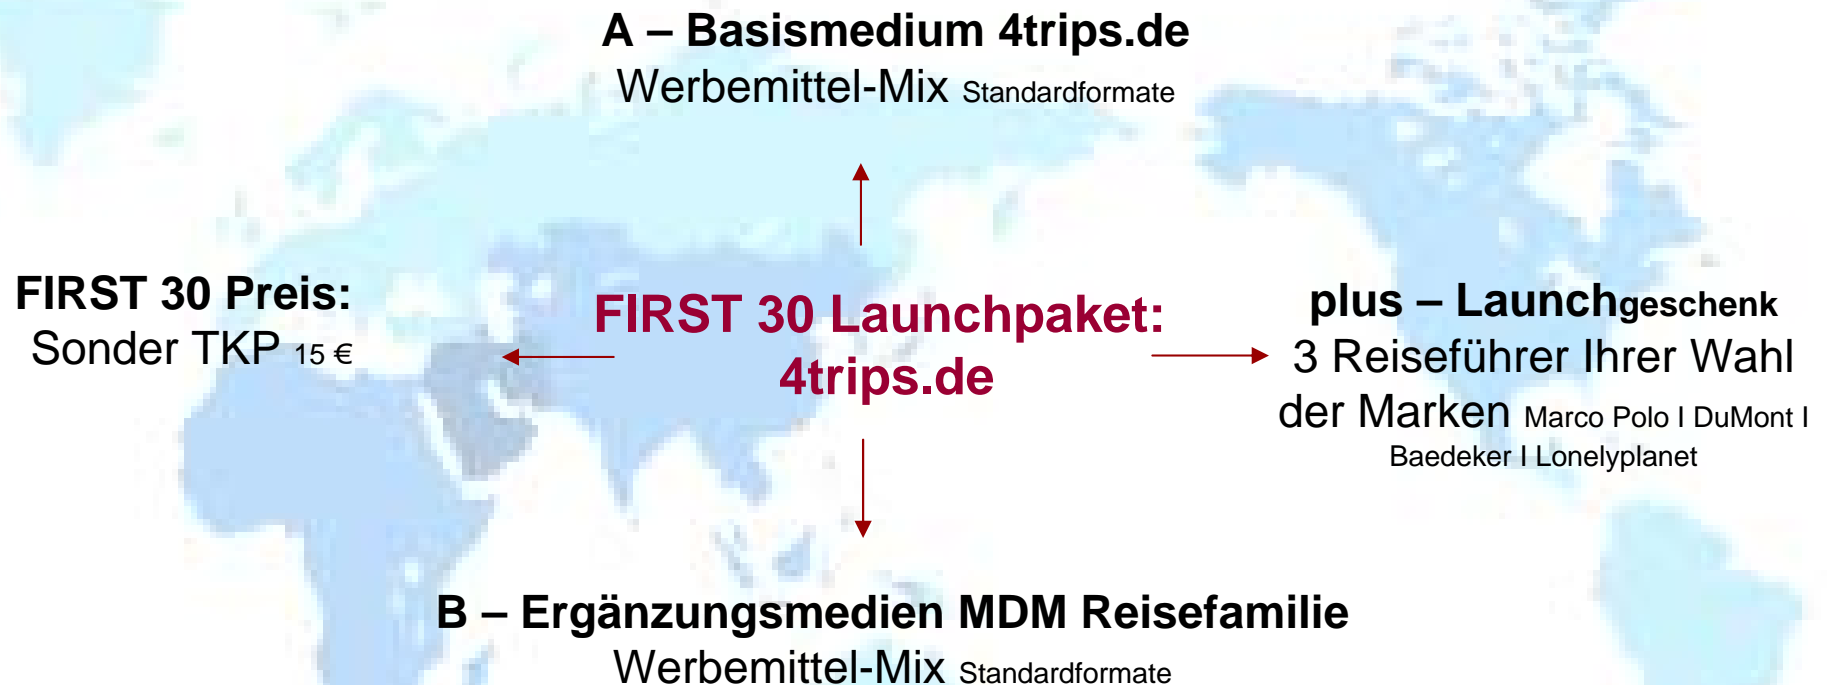 A – Basismedium 4trips.de
Werbemittel-Mix Standardformate
FIRST 30 Preis:
Sonder TKP 15 €
FIRST 30 Launchpaket:
4trips.de
plus – Launchgeschenk
3 Reiseführer Ihrer Wahl
der Marken Marco Polo I DuMont I
Baedeker I Lonelyplanet
B – Ergänzungsmedien MDM Reisefamilie
Werbemittel-Mix Standardformate